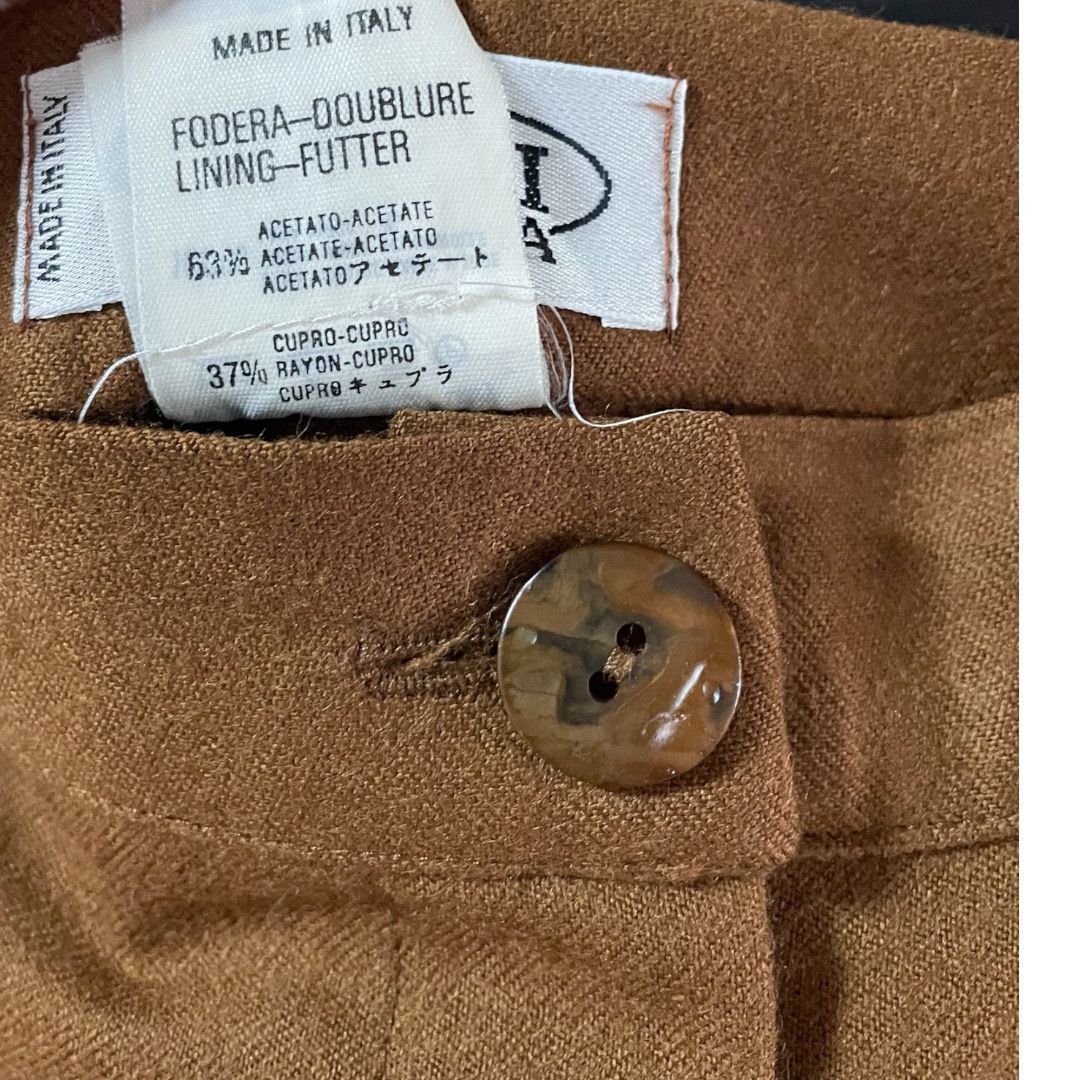 MADE IN ITALY
FODERA–DOUBLURE
LINING–FUTTER
ACETATO-ACETATE
63% ACETATE-ACETATO
ACETATOアセテート
CUPRO-CUPRO
37% RAYON-CUPRO
CUPROキュプラ
MADE IN ITALY